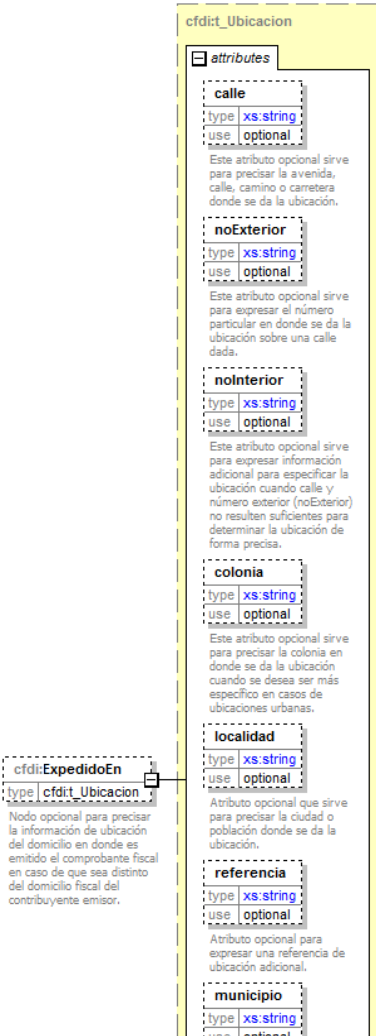 cfdi:t_Ubicacion
attributes
calle
type xs:string
use optional
Este atributo opcional sirve
para precisar la avenida,
calle, camino o carretera
donde se da la ubicación.
noExterior
type xs:string
use optional
Este atributo opcional sirve
para expresar el número
particular en donde se da la
ubicación sobre una calle
dada.
noInterior
type xs:string
use optional
Este atributo opcional sirve
para expresar información
adicional para especificar la
ubicación cuando calle y
número exterior (noExterior)
no resulten suficientes para
determinar la ubicación de
forma precisa.
colonia
type xs:string
use optional
Este atributo opcional sirve
para precisar la colonia en
donde se da la ubicación
cuando se desea ser más
específico en casos de
ubicaciones urbanas.
localidad
type xs:string
use optional
Atributo opcional que sirve
para precisar la ciudad o
población donde se da la
ubicación.
cfdi:ExpedidoEn
type cfdi:t_Ubicacion
Nodo opcional para precisar
la información de ubicación
del domicilio en donde es
emitido el comprobante fiscal
en caso de que sea distinto
del domicilio fiscal del
contribuyente emisor.
referencia
type xs:string
use optional
Atributo opcional para
expresar una referencia de
ubicación adicional.
municipio
type xs:string
use optional